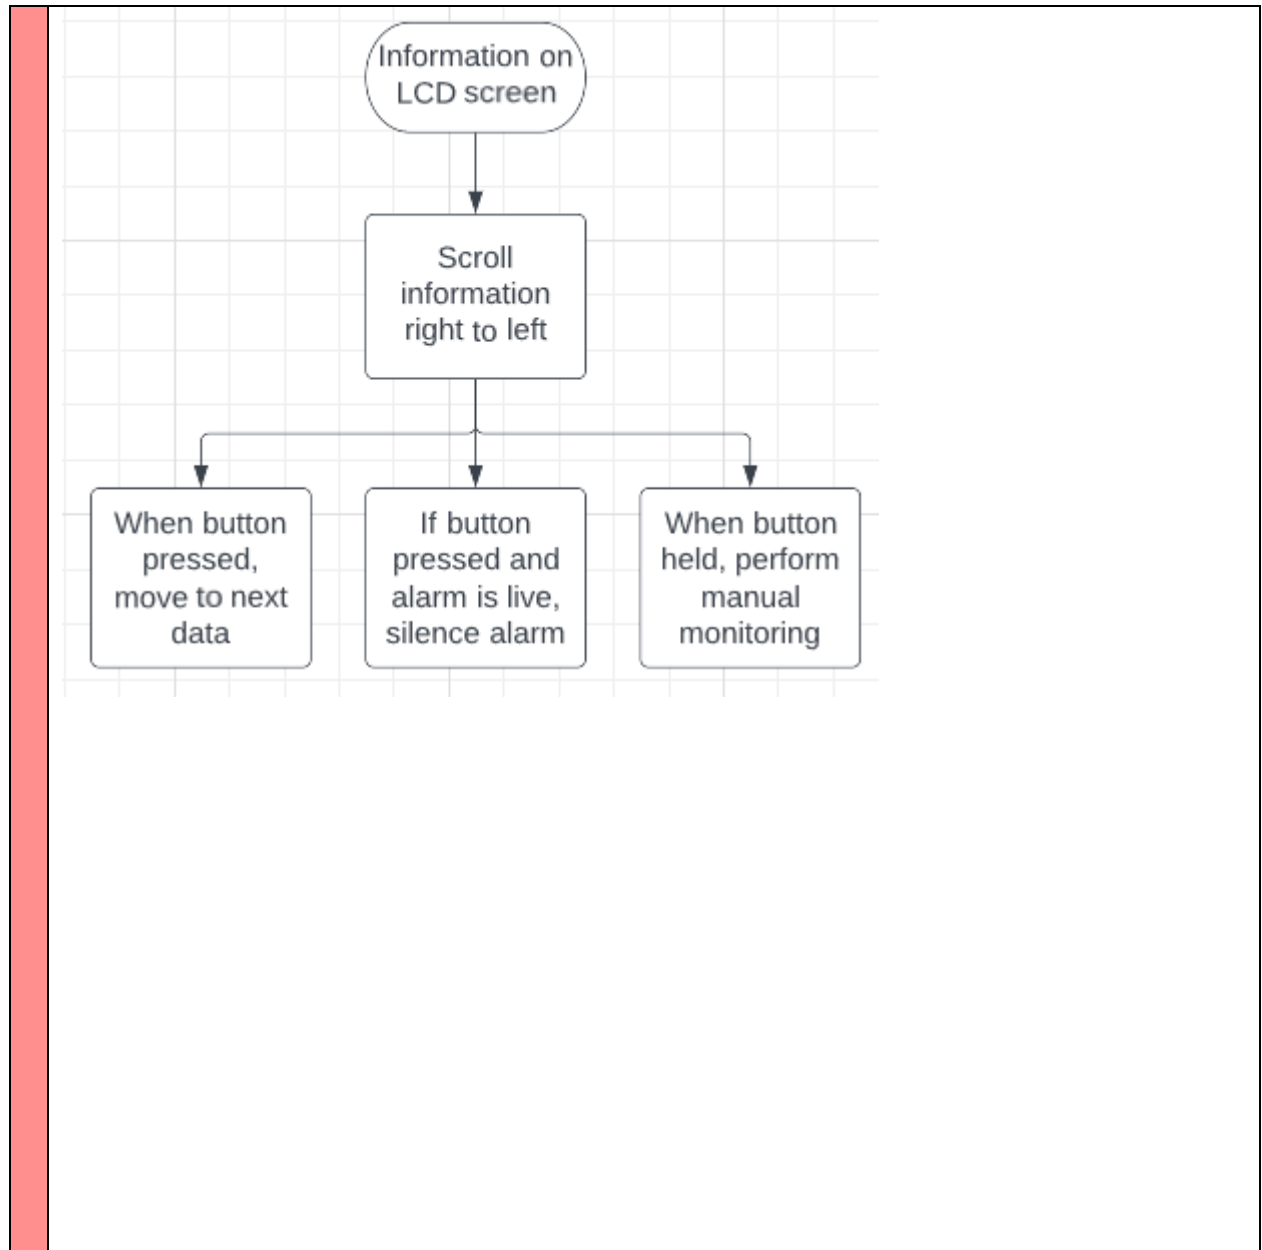 Information on
LCD screen
Scroll
information
right to left
When button
pressed,
move to next
data
If button
pressed and
alarm is live,
silence alarm
When button
held, perform
manual
monitoring